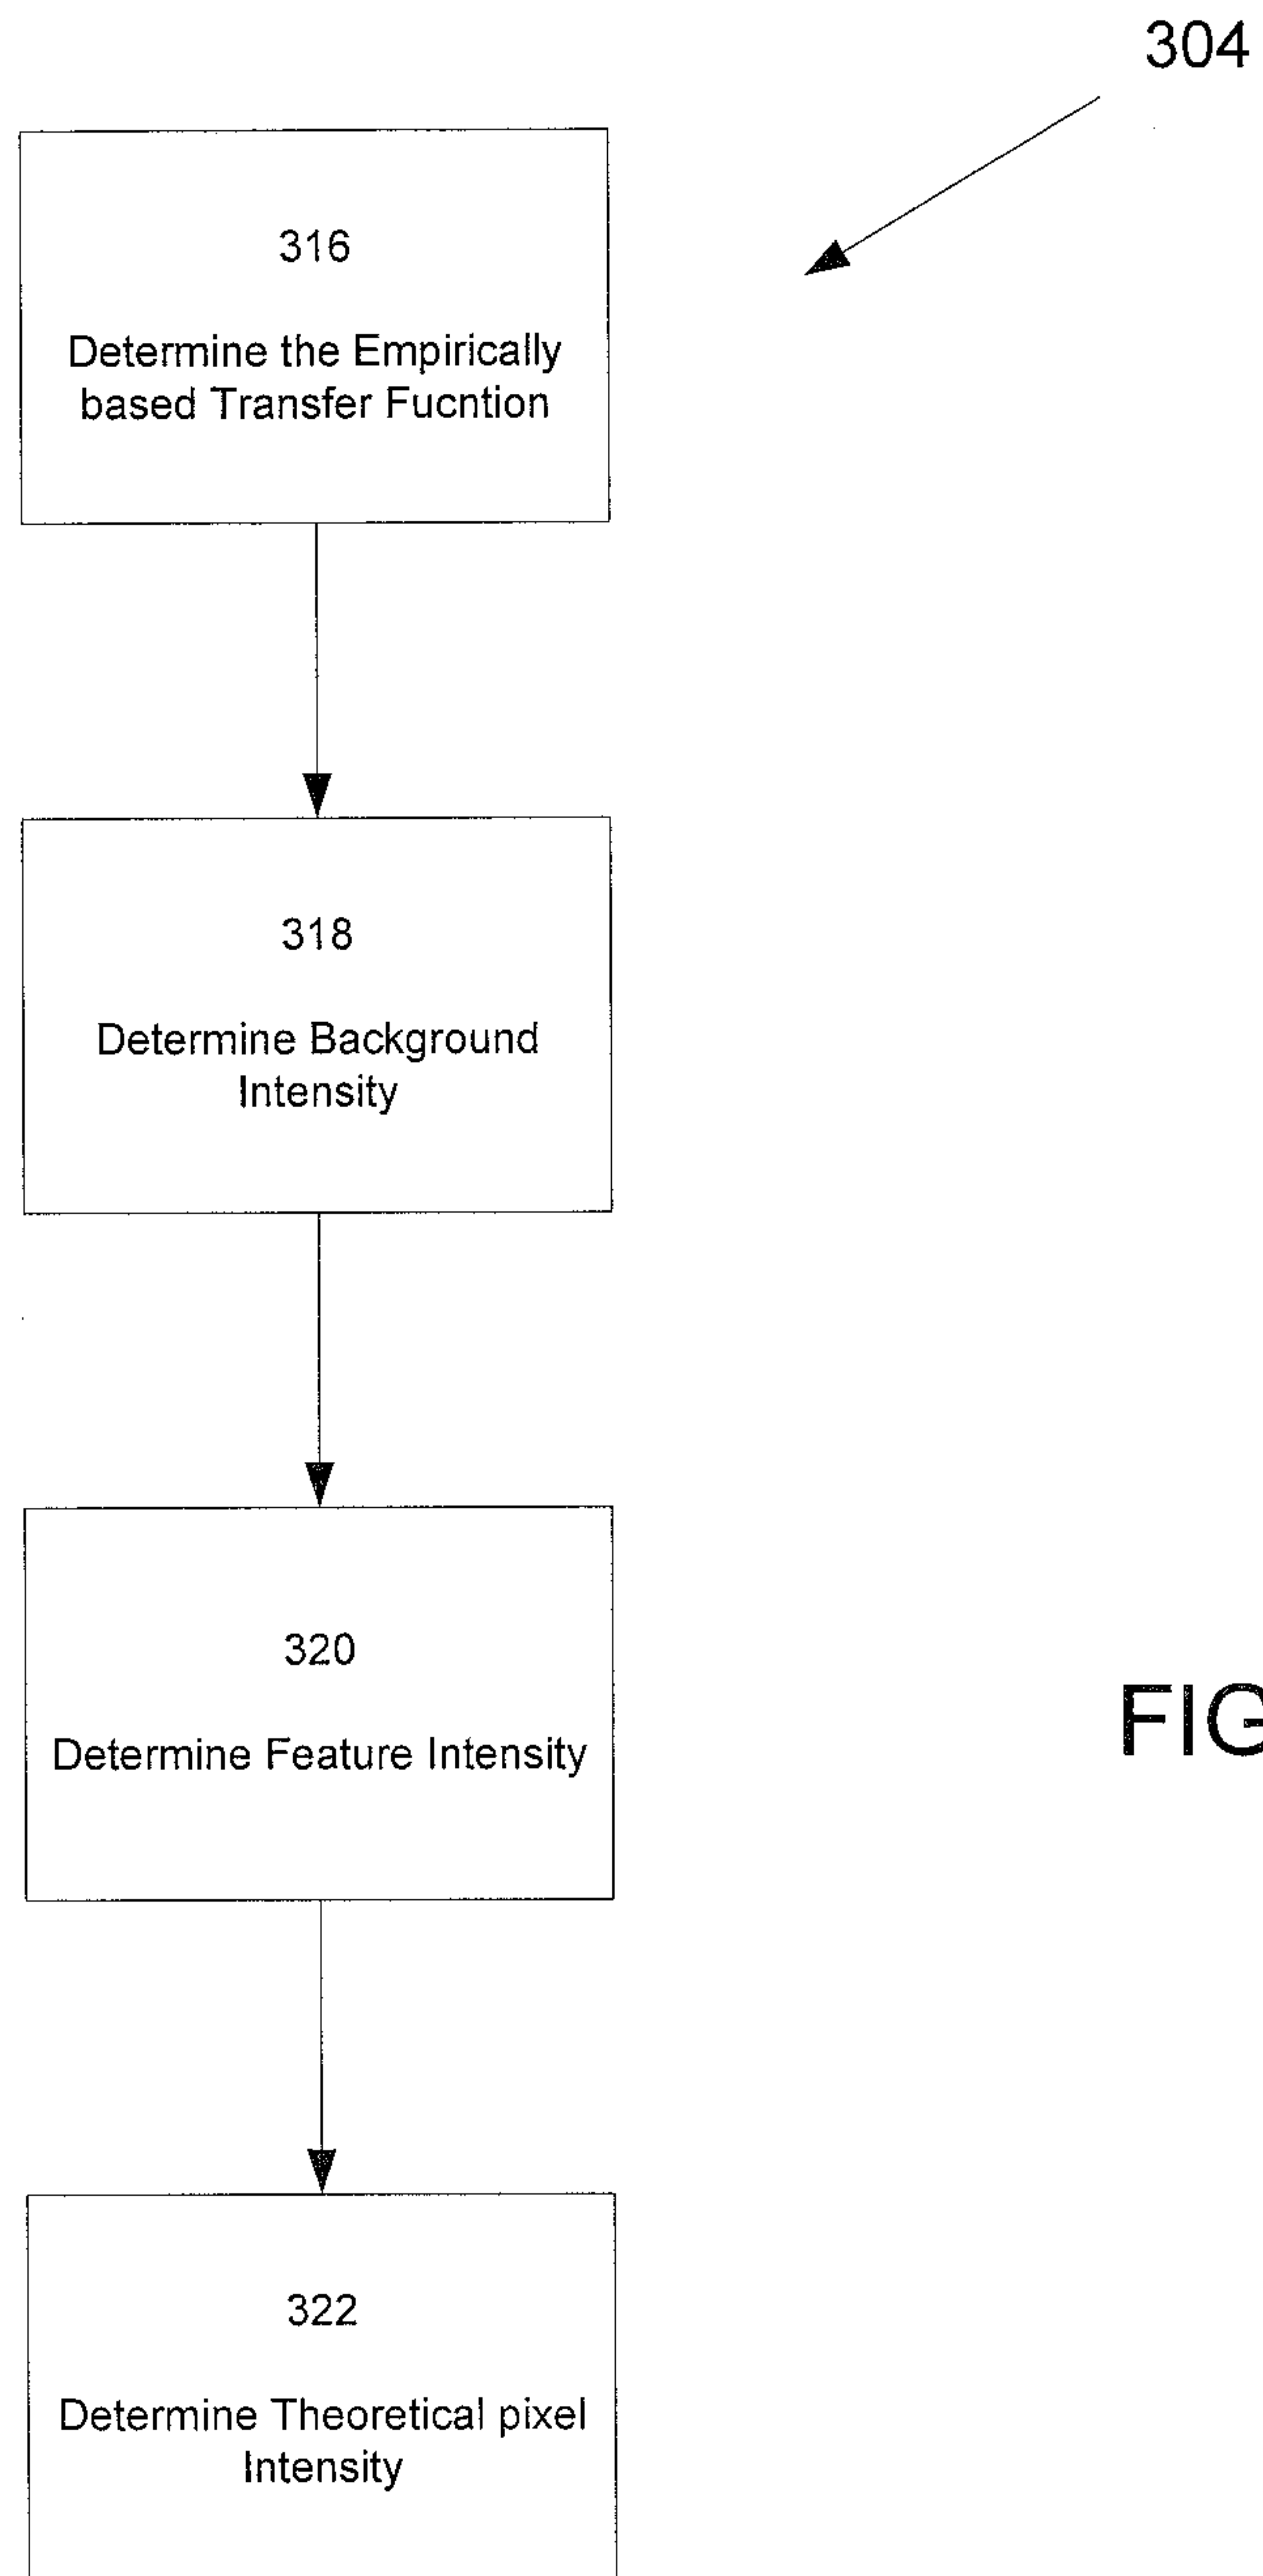 304
316
Determine the Empirically
based Transfer Fucntion
318
Determine Background
Intensity
320
Determine Feature Intensity
FIG
322
Determine Theoretical pixel
Intensity